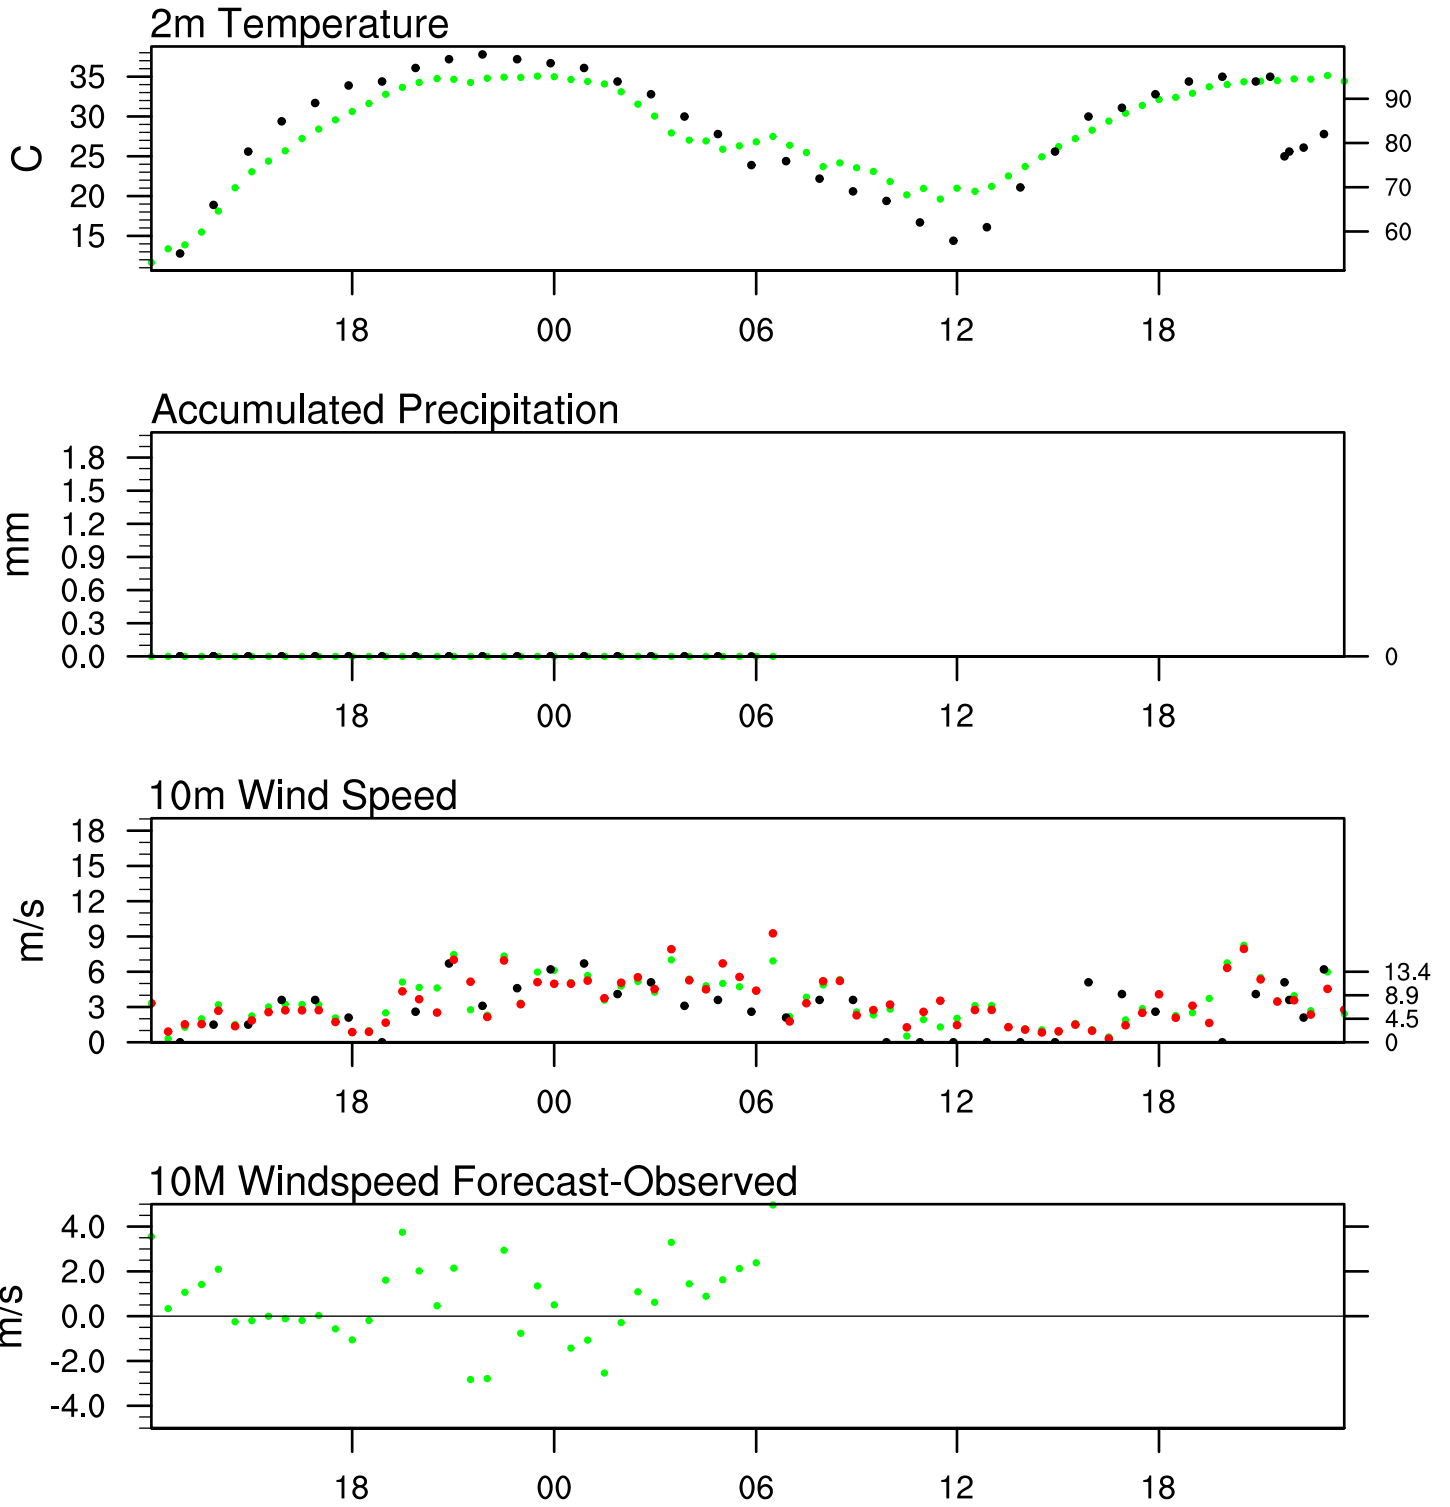 2m Temperature
C
35
30
25
20
15
90
80
70
60
18 00 06 12 18
Accumulated Precipitation
mm
1.8
1.5
1.2
0.9
0.6
0.3
0.0
0
18 00 06 12 18
10m Wind Speed
m/s
18
15
12
9
6
3
0
13.4
8.9
4.5
0
18 00 06 12 18
10M Windspeed Forecast-Observed
m/s
4.0
2.0
0.0
-2.0
-4.0
18 00 06 12 18